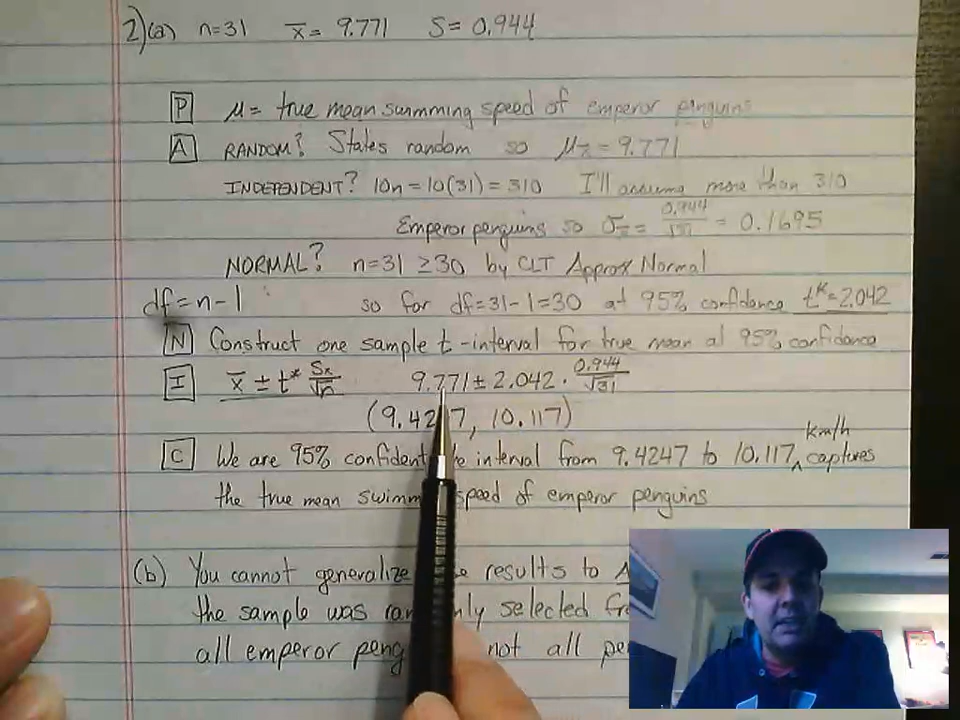 2)(a) n=31 x̄ = 9.771 S = 0.944
P μ = true mean swimming speed of emperor penguins
A RANDOM? States random so μx̄ = 9.771
INDEPENDENT? 10n = 10(31) = 310 I'll assume more than 310
Emperor penguins so σx̄ = 0.944/√31 = 0.1695
NORMAL? n=31 ≥30 by CLT Approx Normal
df = n-1 so for df=31-1=30 at 95% confidence t*=2.042
N Construct one sample t-interval for true mean at 95% confidence
I x̄ ± t* Sx/√n 9.771 ± 2.042 · 0.944/√31
(9.4247, 10.117)
C We are 95% confident interval from 9.4247 to 10.117, km/h captures
the true mean speed of emperor penguins
(b) You cannot generalize results to
the sample was selected
all emperor not all